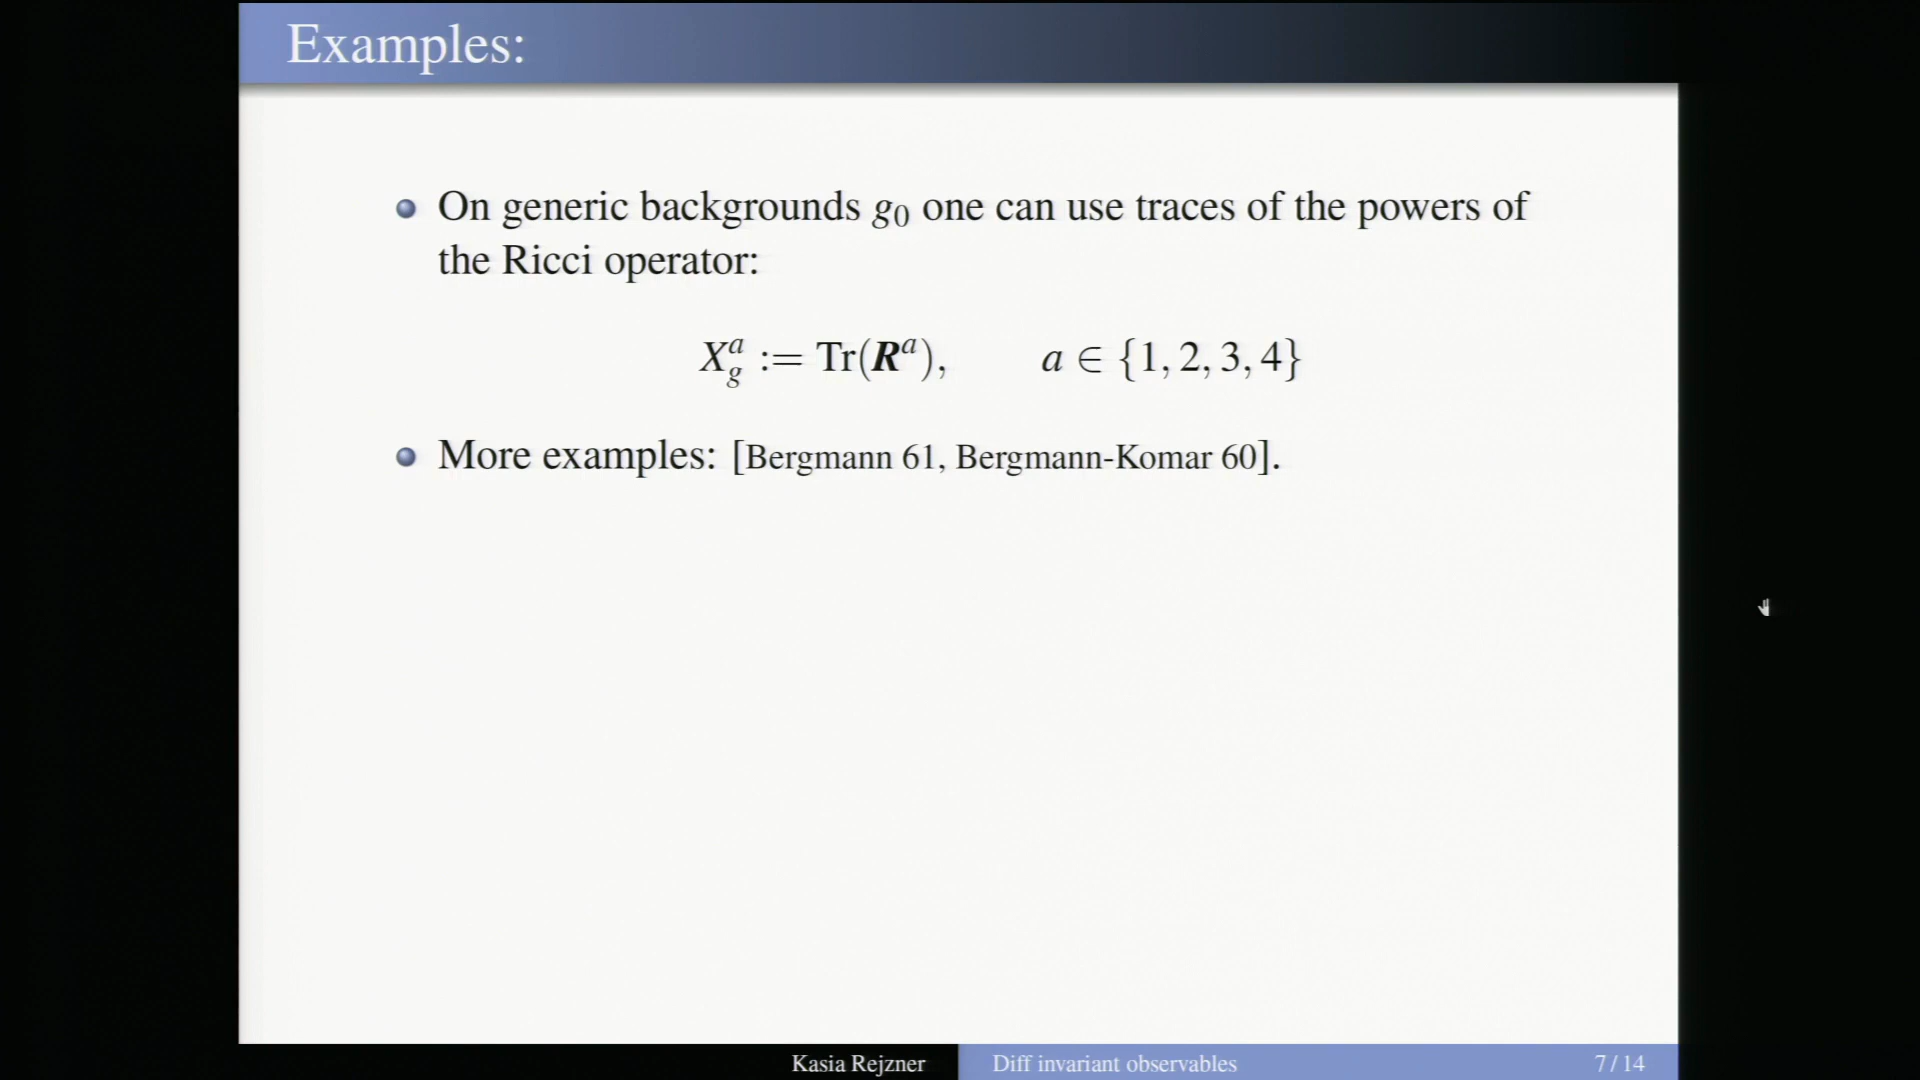 Examples:
On generic backgrounds g₀ one can use traces of the powers of
the Ricci operator:
X_g^a := Tr(R^a),    a ∈ {1, 2, 3, 4}
More examples: [Bergmann 61, Bergmann-Komar 60].
Kasia Rejzner   Diff invariant observables   7 / 14